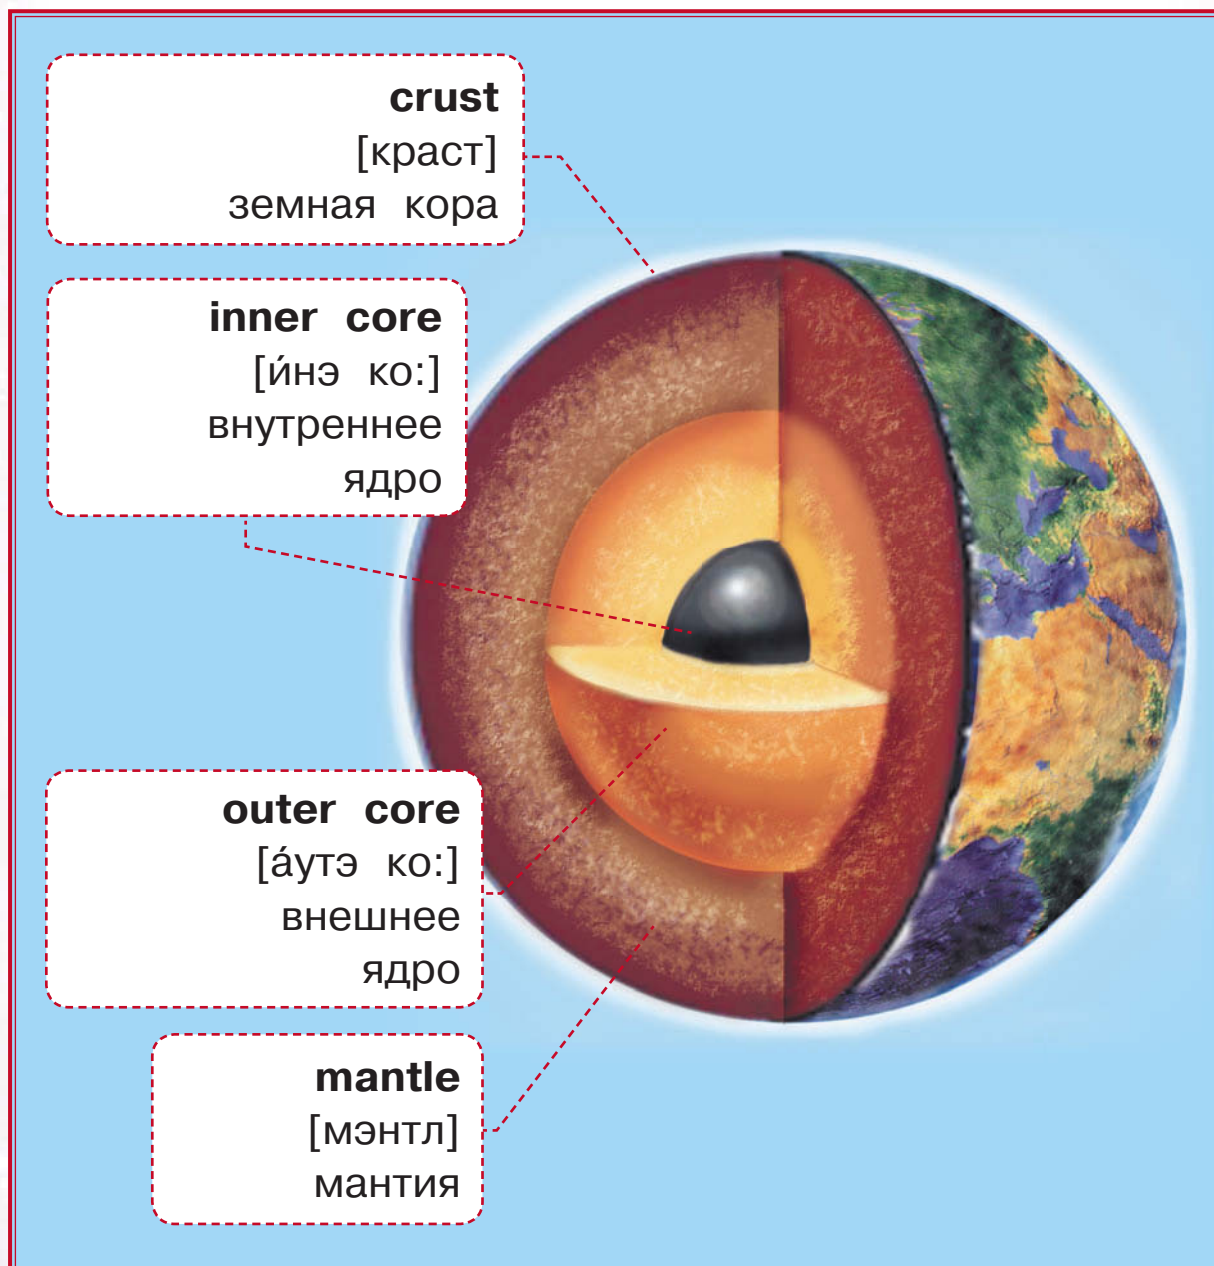 crust
[краст]
земная кора
inner core
[и́нэ ко:]
внутреннее
ядро
outer core
[а́утэ ко:]
внешнее
ядро
mantle
[мэнтл]
мантия